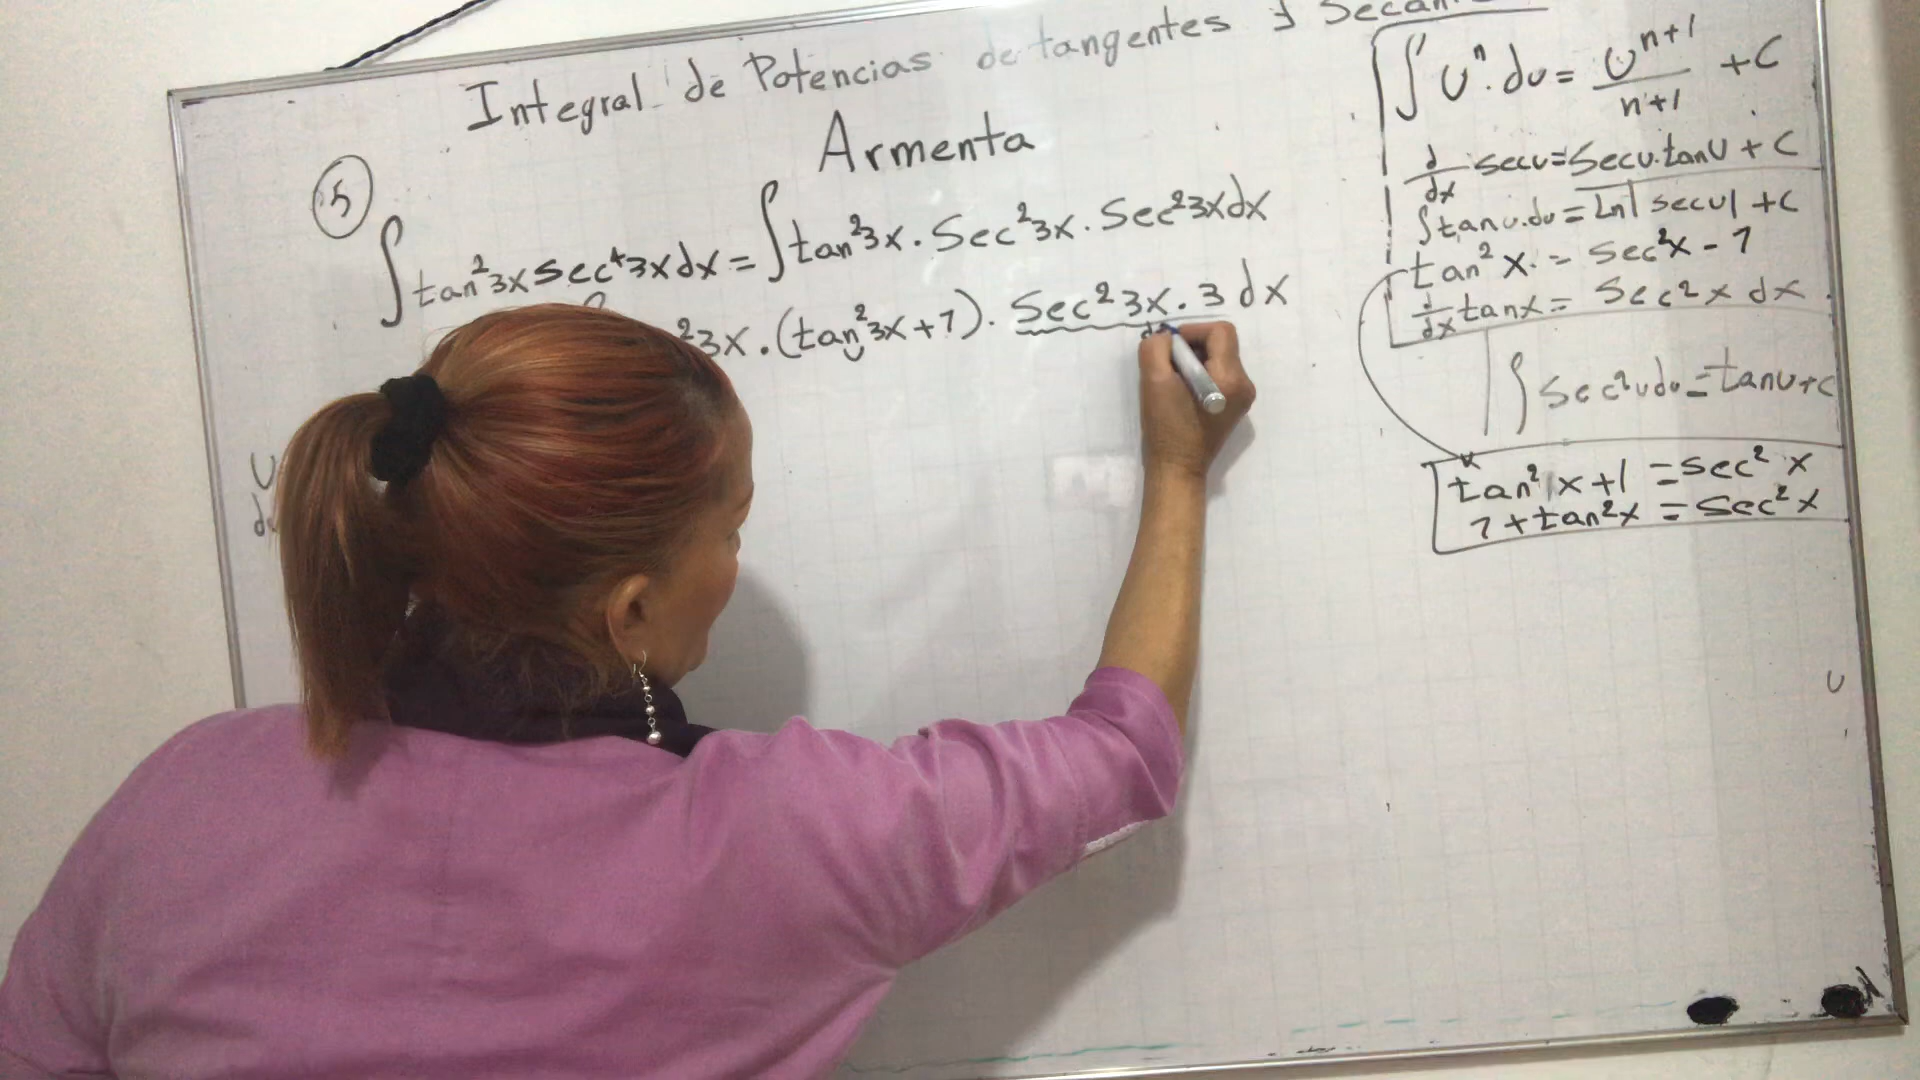 Integral de Potencias de tangentes y
Armenta
5
∫tan²3x sec⁴3x dx = ∫tan²3x . Sec²3x . Sec²3x dx
²3x . (tan²3x + 1) . Sec²3x . 3 dx
U
∫Uⁿ . du = Uⁿ⁺¹/n+1 + C
d/dx secu = Secu.tanU + C
∫tanu.du = Ln|secu| + C
tan²x = sec²x - 1
d/dx tanx = Sec²x dx
∫Sec²u du = tanu + C
tan²x + 1 = sec²x
1 + tan²x = Sec²x
U